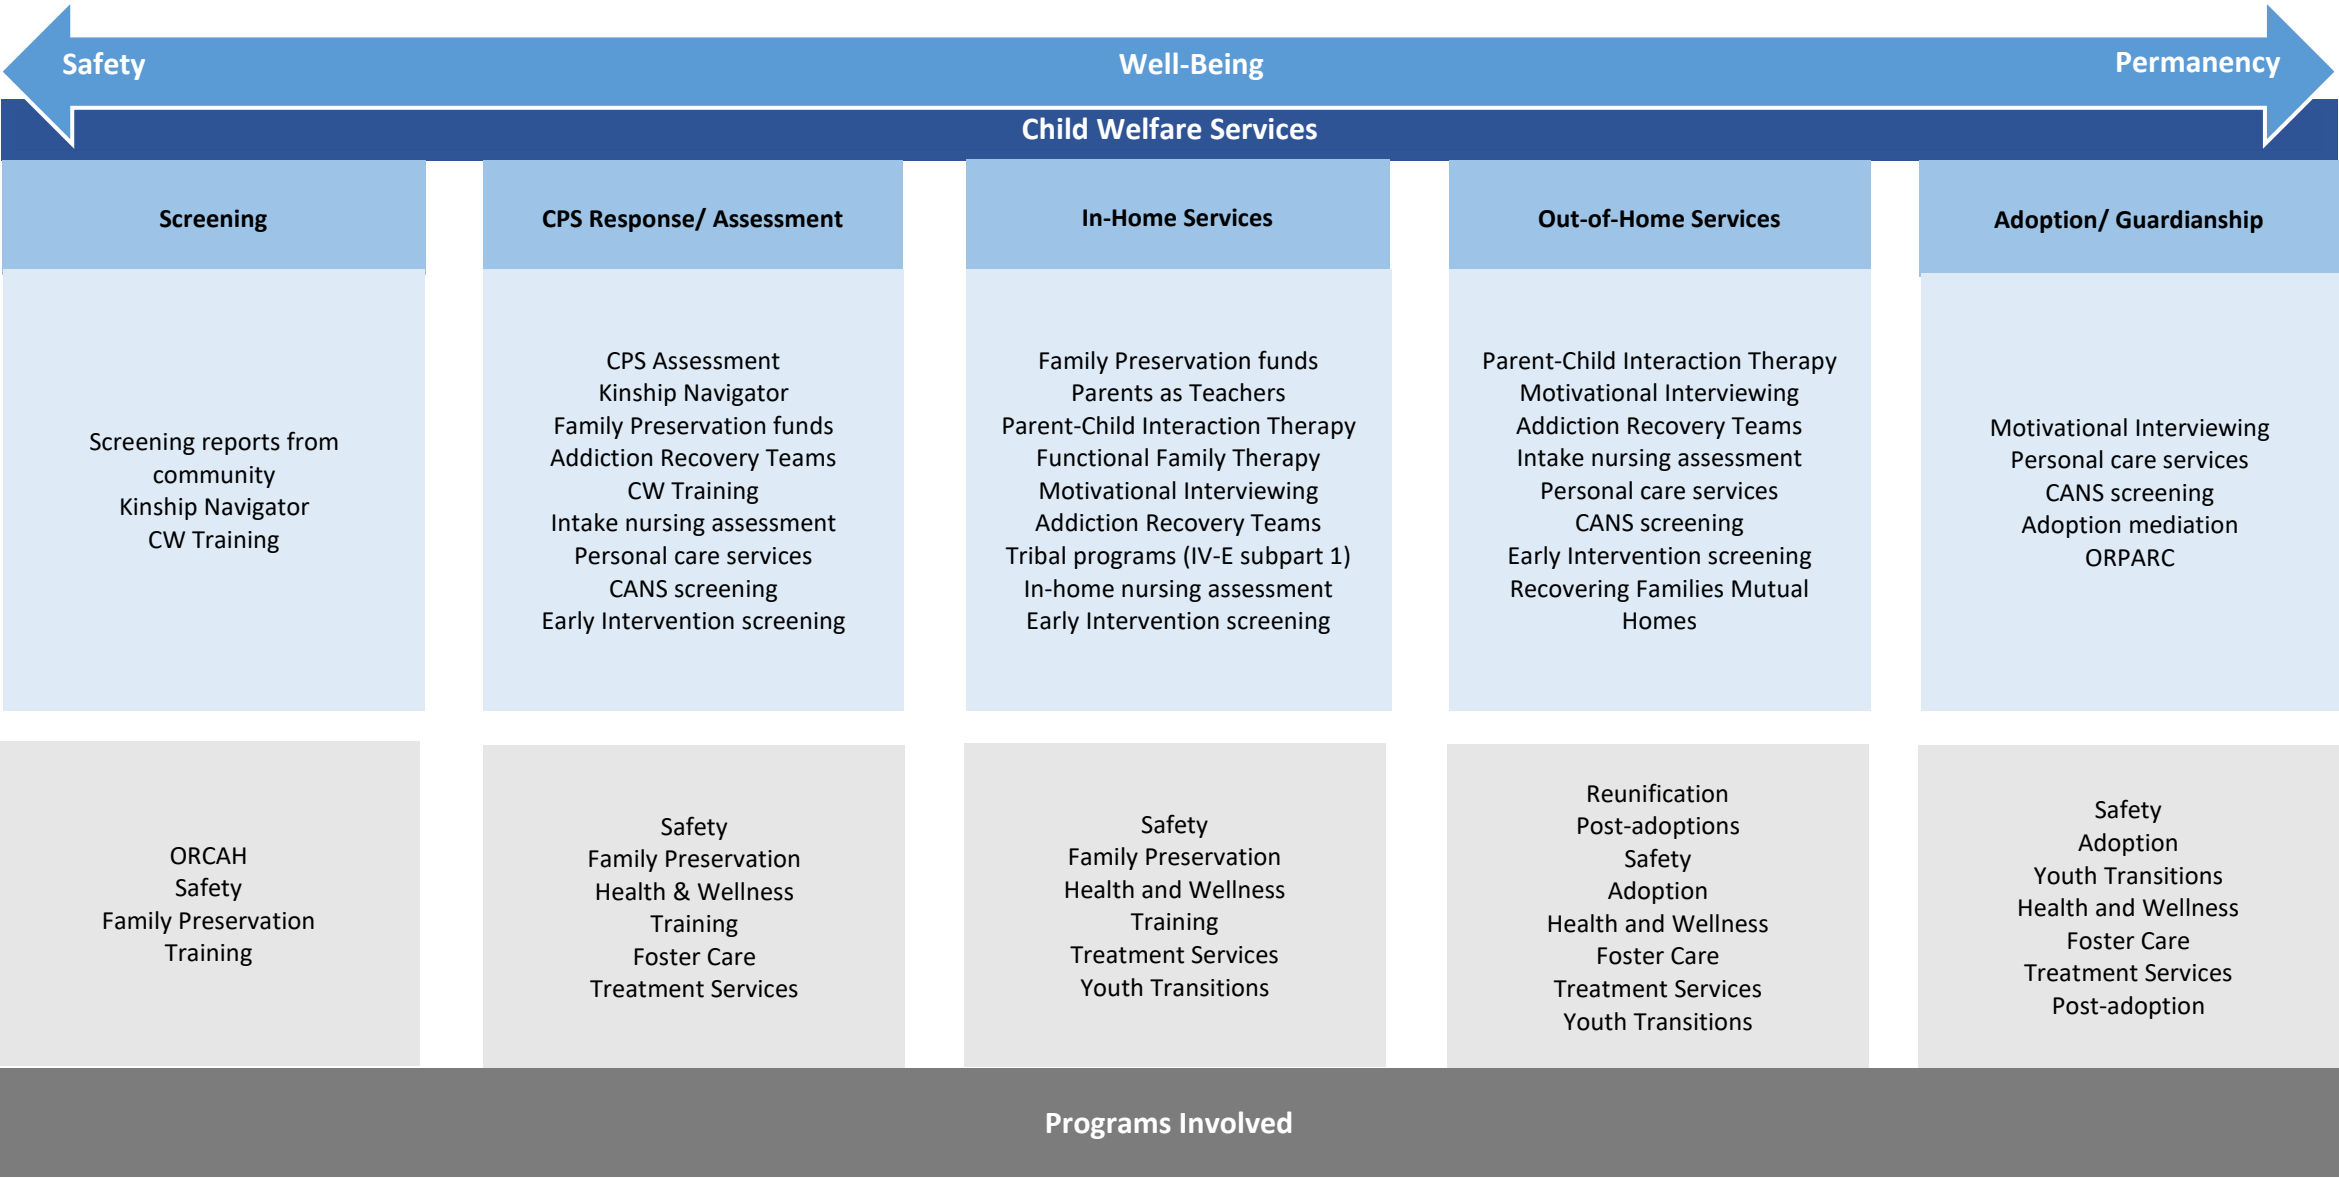 Safety
Well-Being
Permanency
Child Welfare Services
Screening
CPS Response/ Assessment
In-Home Services
Out-of-Home Services
Adoption/ Guardianship
Screening reports from
community
Kinship Navigator
CW Training
CPS Assessment
Kinship Navigator
Family Preservation funds
Addiction Recovery Teams
CW Training
Intake nursing assessment
Personal care services
CANS screening
Early Intervention screening
Family Preservation funds
Parents as Teachers
Parent-Child Interaction Therapy
Functional Family Therapy
Motivational Interviewing
Addiction Recovery Teams
Tribal programs (IV-E subpart 1)
In-home nursing assessment
Early Intervention screening
Parent-Child Interaction Therapy
Motivational Interviewing
Addiction Recovery Teams
Intake nursing assessment
Personal care services
CANS screening
Early Intervention screening
Recovering Families Mutual
Homes
Motivational Interviewing
Personal care services
CANS screening
Adoption mediation
ORPARC
ORCAH
Safety
Family Preservation
Training
Safety
Family Preservation
Health & Wellness
Training
Foster Care
Treatment Services
Safety
Family Preservation
Health and Wellness
Training
Treatment Services
Youth Transitions
Reunification
Post-adoptions
Safety
Adoption
Health and Wellness
Foster Care
Treatment Services
Youth Transitions
Safety
Adoption
Youth Transitions
Health and Wellness
Foster Care
Treatment Services
Post-adoption
Programs Involved